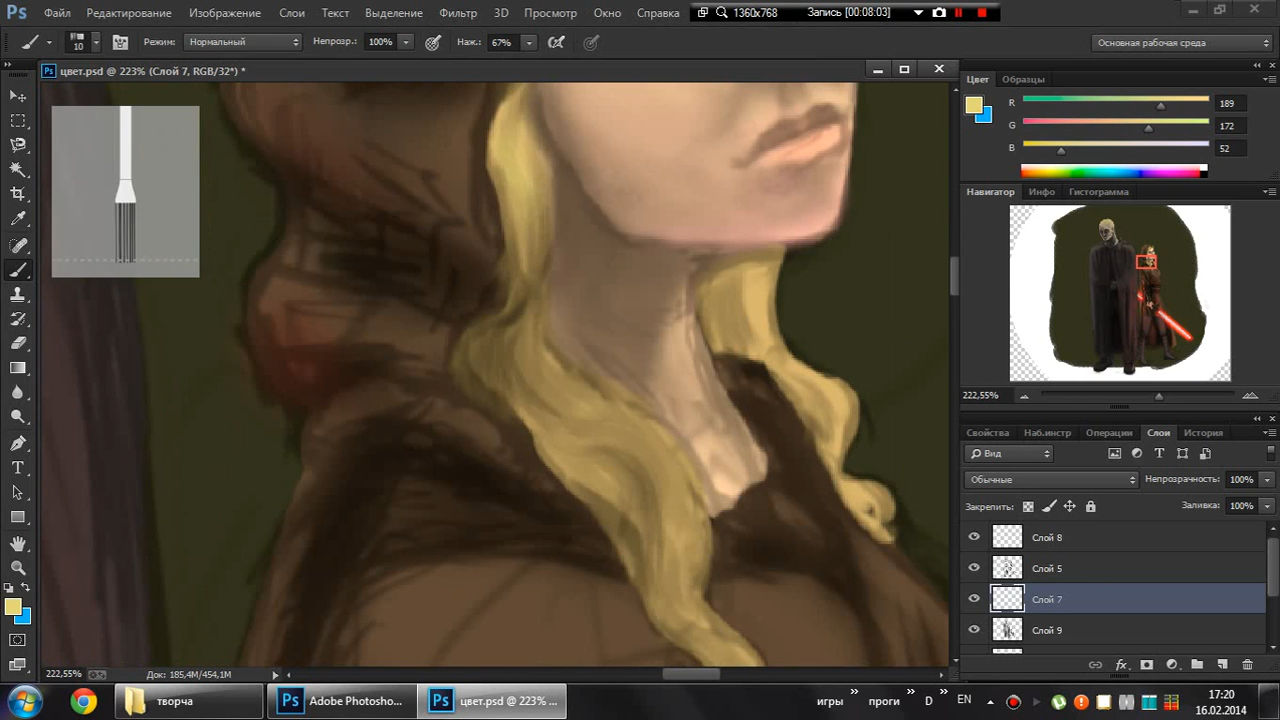 Ps Файл Редактирование Изображение Слои Текст Выделение Фильтр 3D Просмотр Окно Справка 1360x768 Запись [00:08:03]
10 Режим: Нормальный Непрозр.: 100% Наж.: 67% Основная рабочая среда
Ps цвет.psd @ 223% (Слой 7, RGB/32*) *
Цвет Образцы
R 189
G 172
B 52
Навигатор Инфо Гистограмма
222,55%
Свойства Наб.инстр Операции Слои История
Вид
Обычные Непрозрачность: 100%
Закрепить: Заливка: 100%
Слой 8
Слой 5
Слой 7
Слой 9
222,55% Док: 185,4M/454,1M
творча Ps Adobe Photosho... Ps цвет.psd @ 223% ... игры » проги » D » EN 17:20
16.02.2014